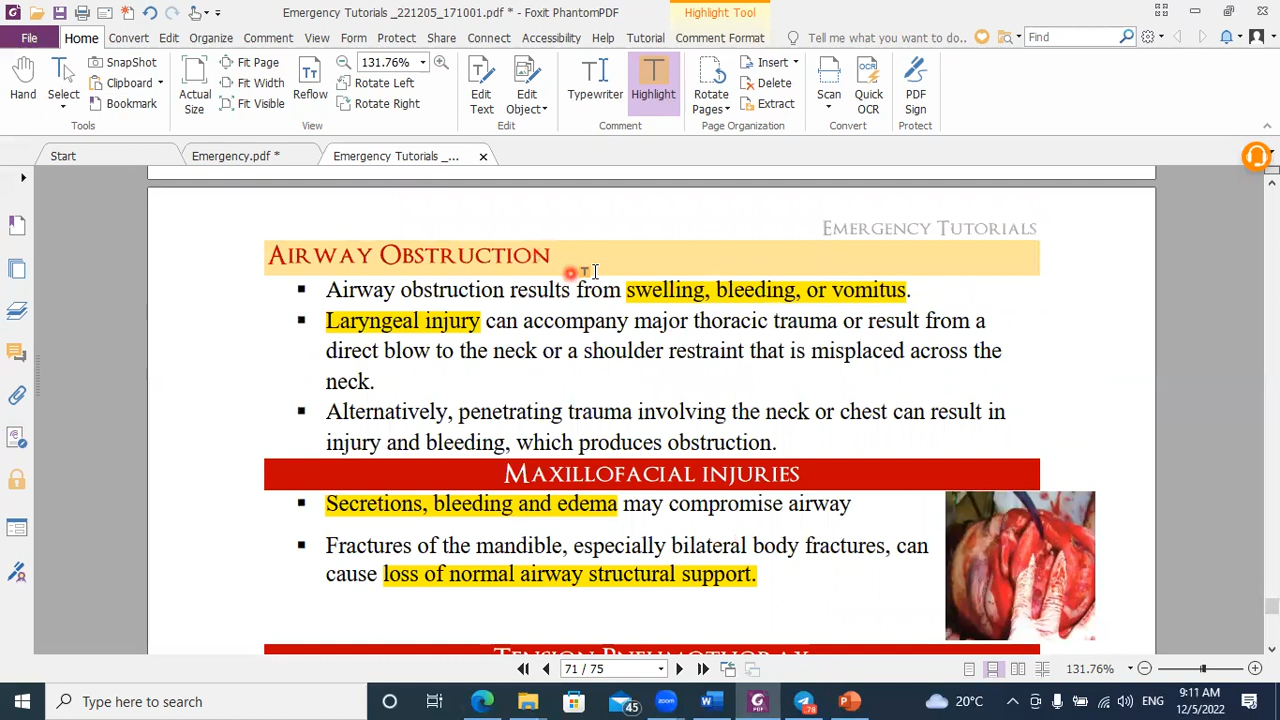 Emergency Tutorials _221205_171001.pdf * - Foxit PhantomPDF
Highlight Tool
File Home Convert Edit Organize Comment View Form Protect Share Connect Accessibility Help Tutorial Comment Format Tell me what you want to do... Find
Hand
Select
SnapShot
Clipboard
Bookmark
Tools
Actual Size
Fit Page
Fit Width
Fit Visible
Reflow
131.76%
Rotate Left
Rotate Right
View
Edit Text
Edit Object
Edit
Typewriter
Highlight
Comment
Rotate Pages
Insert
Delete
Extract
Page Organization
Scan
Quick OCR
Convert
PDF Sign
Protect
Start
Emergency.pdf *
Emergency Tutorials _...
EMERGENCY TUTORIALS
AIRWAY OBSTRUCTION
T
▪ Airway obstruction results from swelling, bleeding, or vomitus.
▪ Laryngeal injury can accompany major thoracic trauma or result from a
direct blow to the neck or a shoulder restraint that is misplaced across the
neck.
▪ Alternatively, penetrating trauma involving the neck or chest can result in
injury and bleeding, which produces obstruction.
MAXILLOFACIAL INJURIES
▪ Secretions, bleeding and edema may compromise airway
▪ Fractures of the mandible, especially bilateral body fractures, can
cause loss of normal airway structural support.
TENSION PNEUMOTHORAX
71 / 75
131.76%
Type here to search
45
zoom
78
20°C
ENG
9:11 AM
12/5/2022